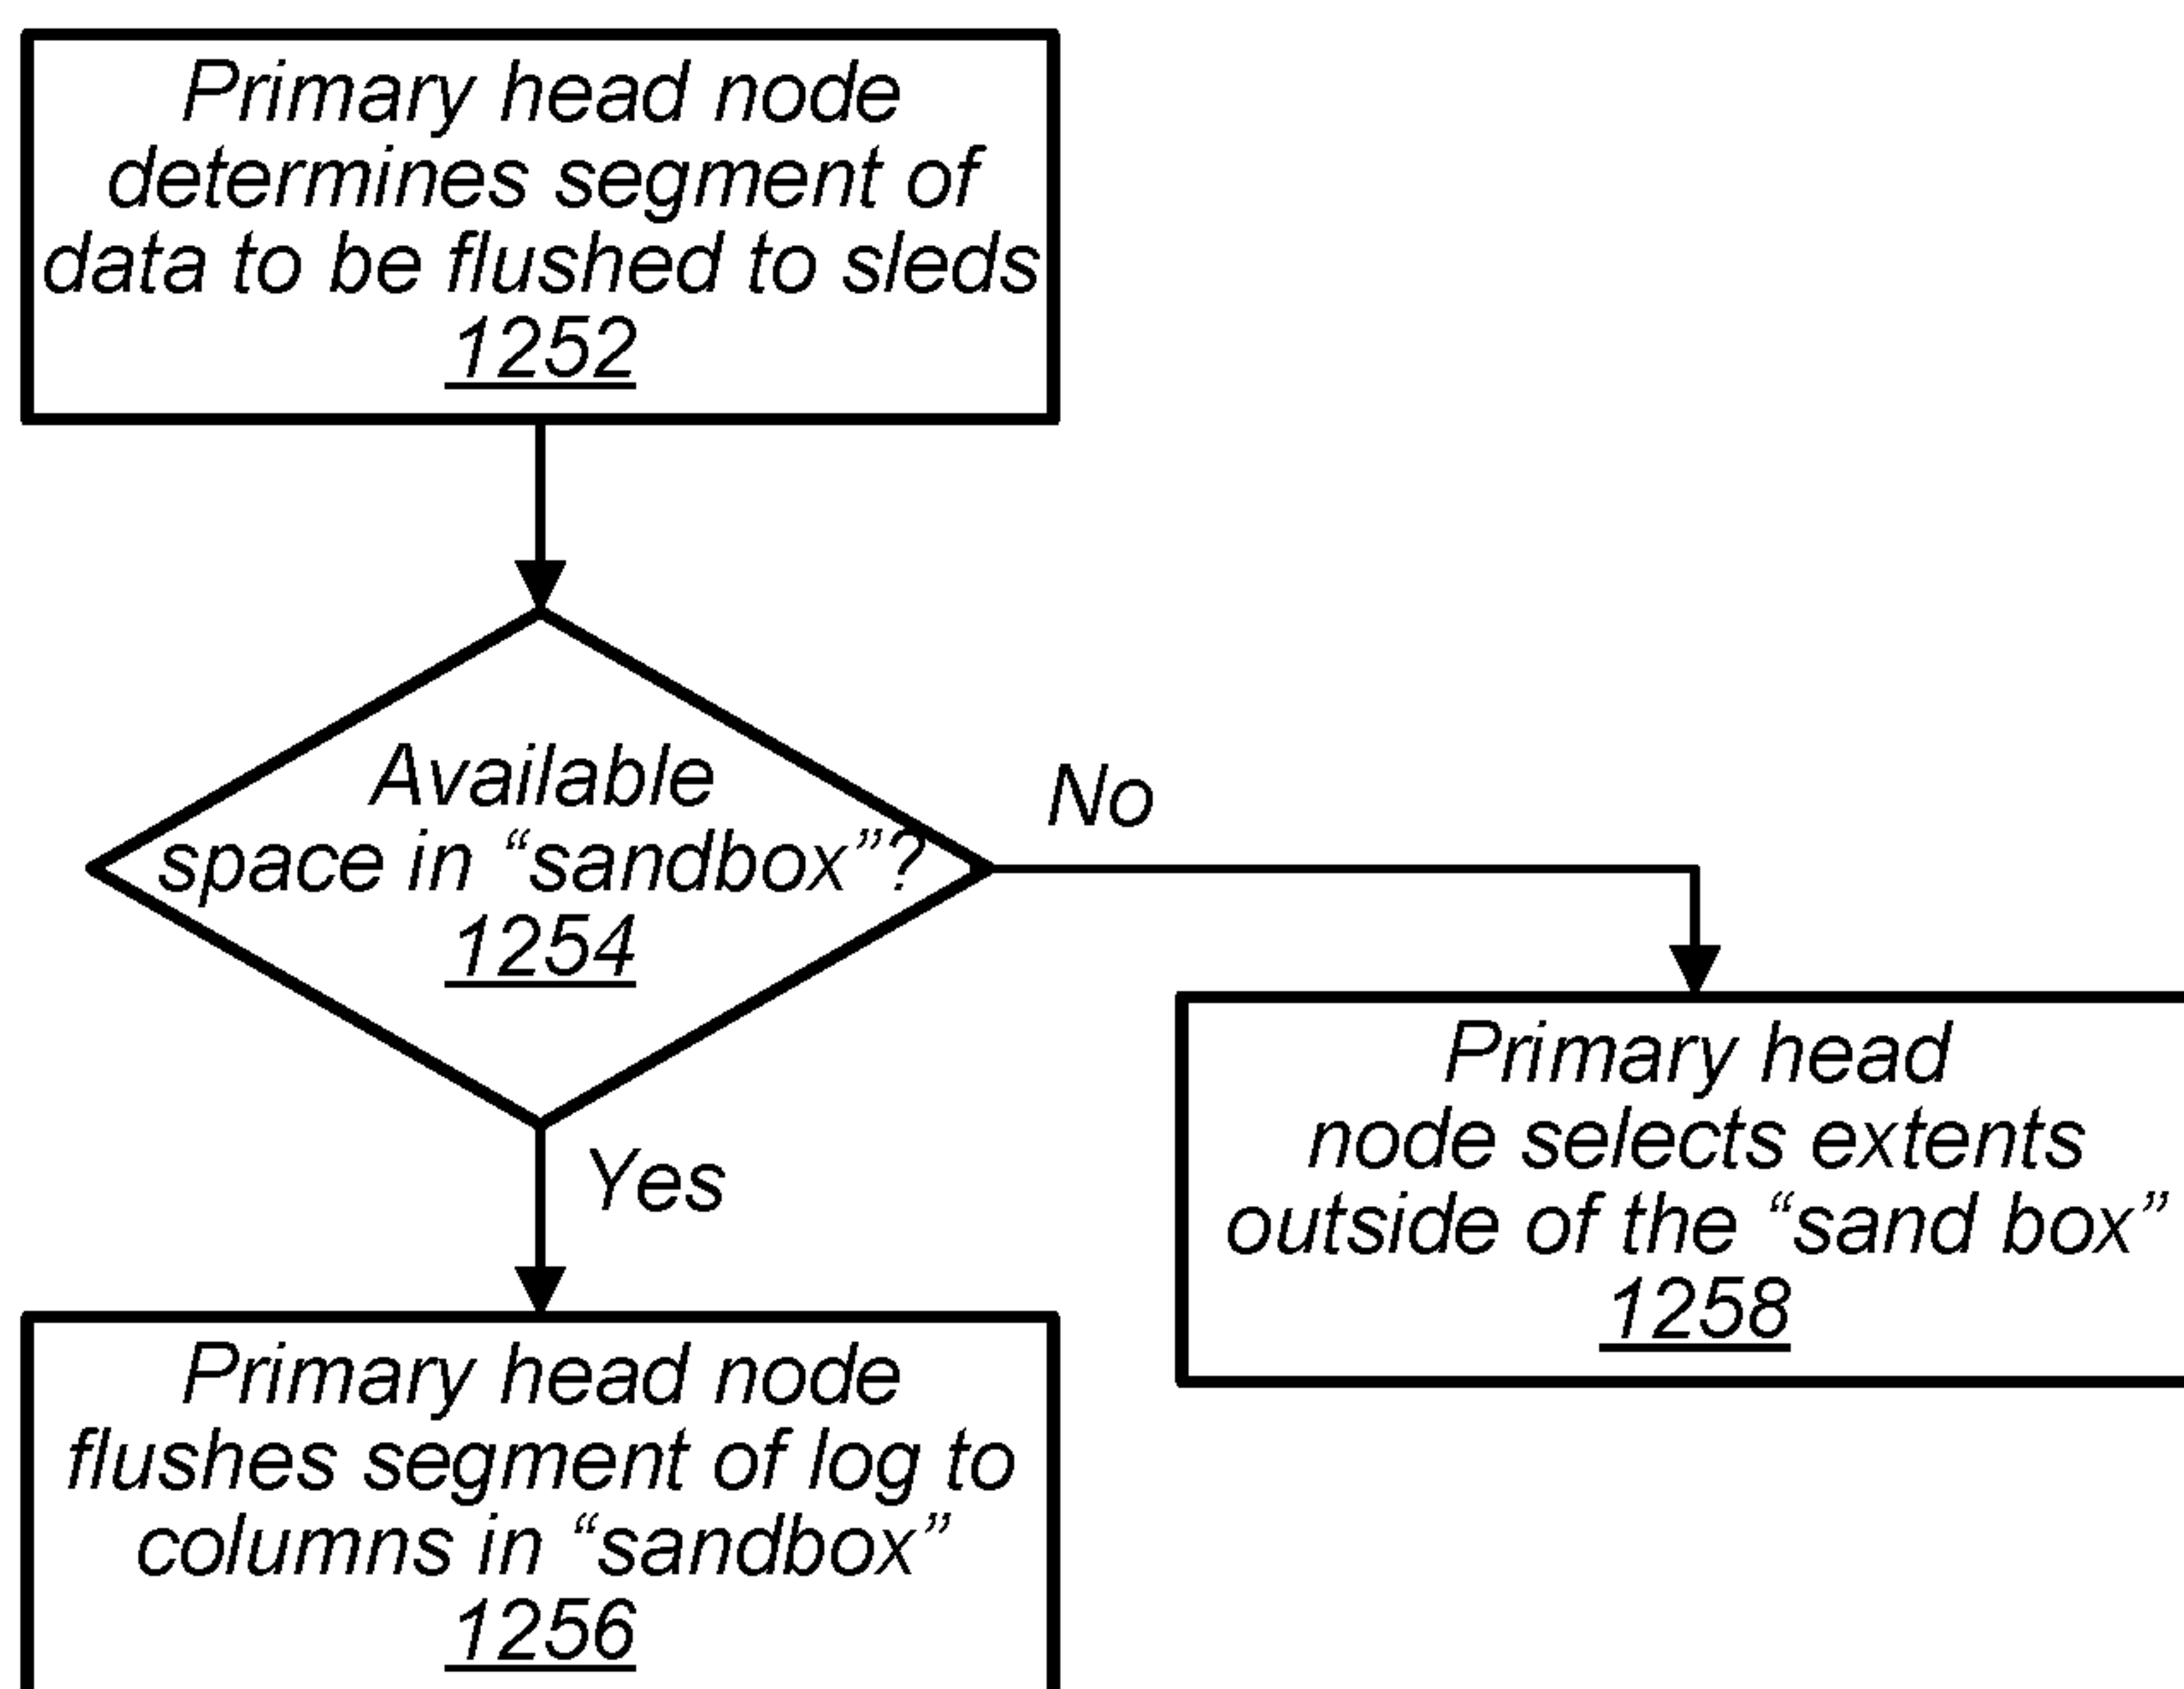 Primary head node
determines segment of
data to be flushed to sleds
1252
Available
space in “sandbox”?
1254
No
Yes
Primary head
node selects extents
outside of the “sand box”
1258
Primary head node
flushes segment of log to
columns in “sandbox”
1256